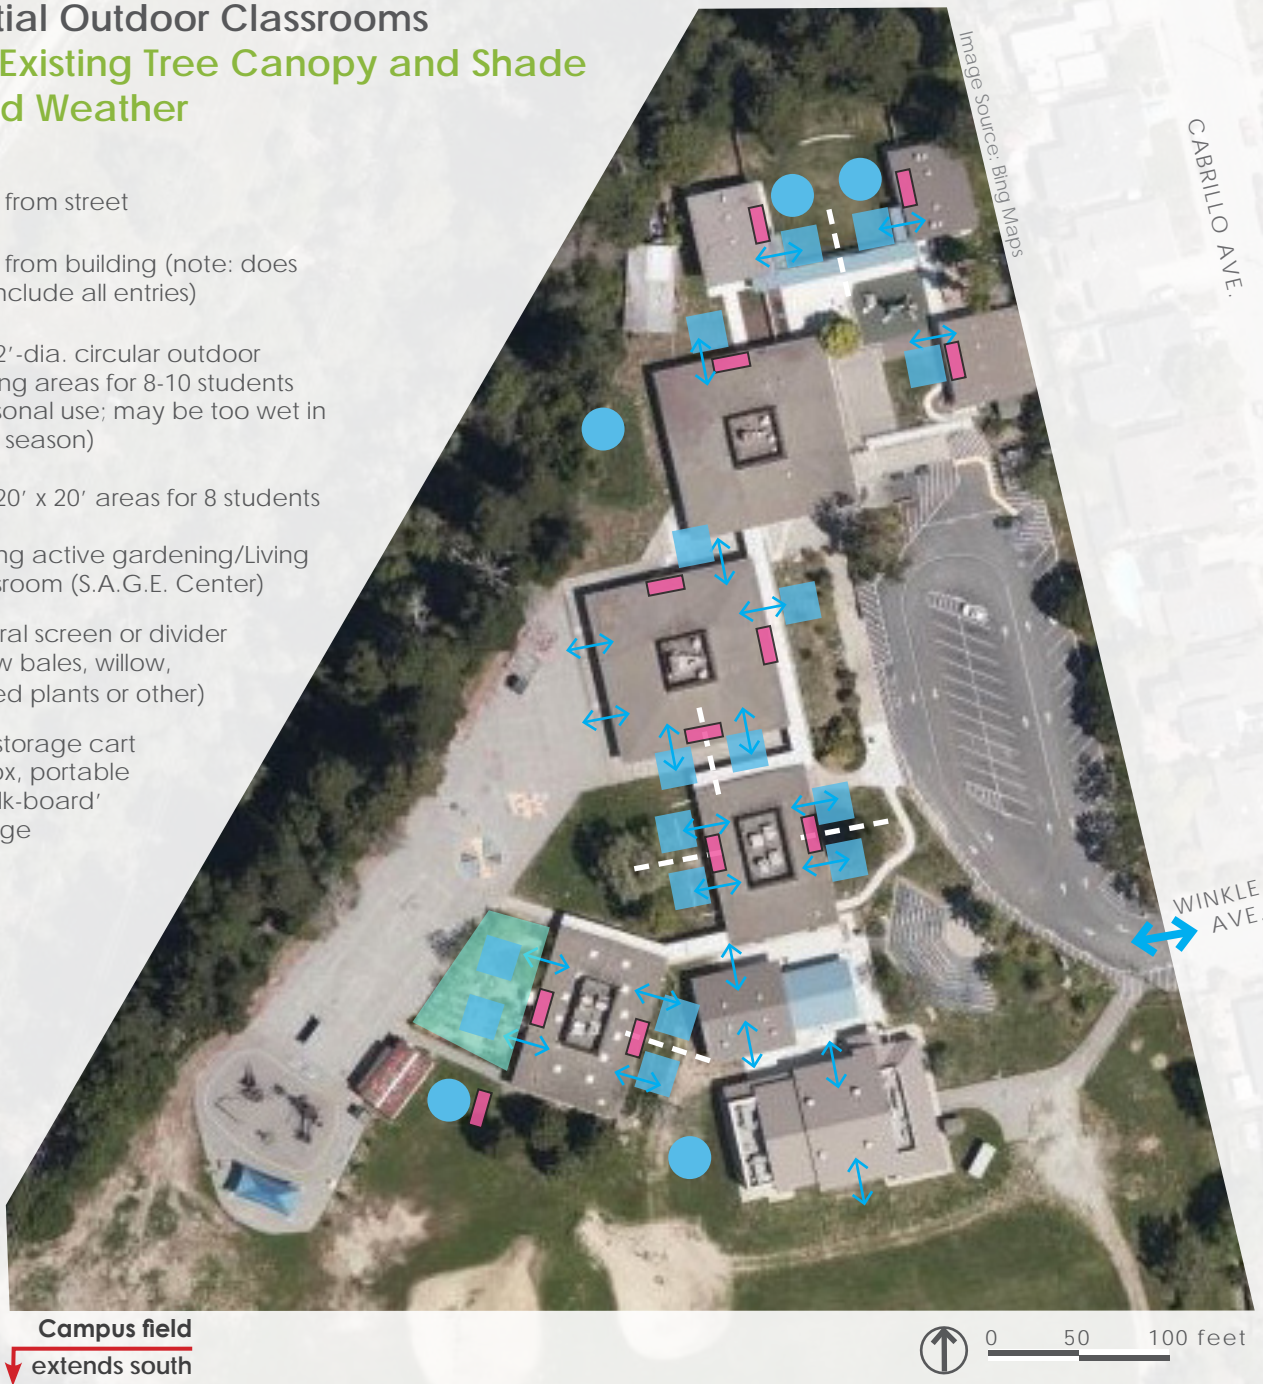 tial Outdoor Classrooms
Existing Tree Canopy and Shade
d Weather
from street
from building (note: does
nclude all entries)
2'-dia. circular outdoor
ng areas for 8-10 students
sonal use; may be too wet in
season)
20' x 20' areas for 8 students
ng active gardening/Living
sroom (S.A.G.E. Center)
ral screen or divider
w bales, willow,
ed plants or other)
storage cart
ox, portable
lk-board'
ge
Image Source: Bing Maps
CABRILLO AVE.
WINKLE
AVE.
Campus field
extends south
0 50 100 feet